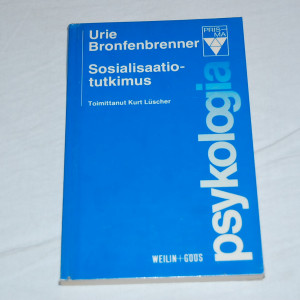 Urie
Bronfenbrenner
Sosialisaatio-
tutkimus
Toimittanut Kurt Lüscher
PRIS
MA
psykologia
WEILIN+GÖÖS